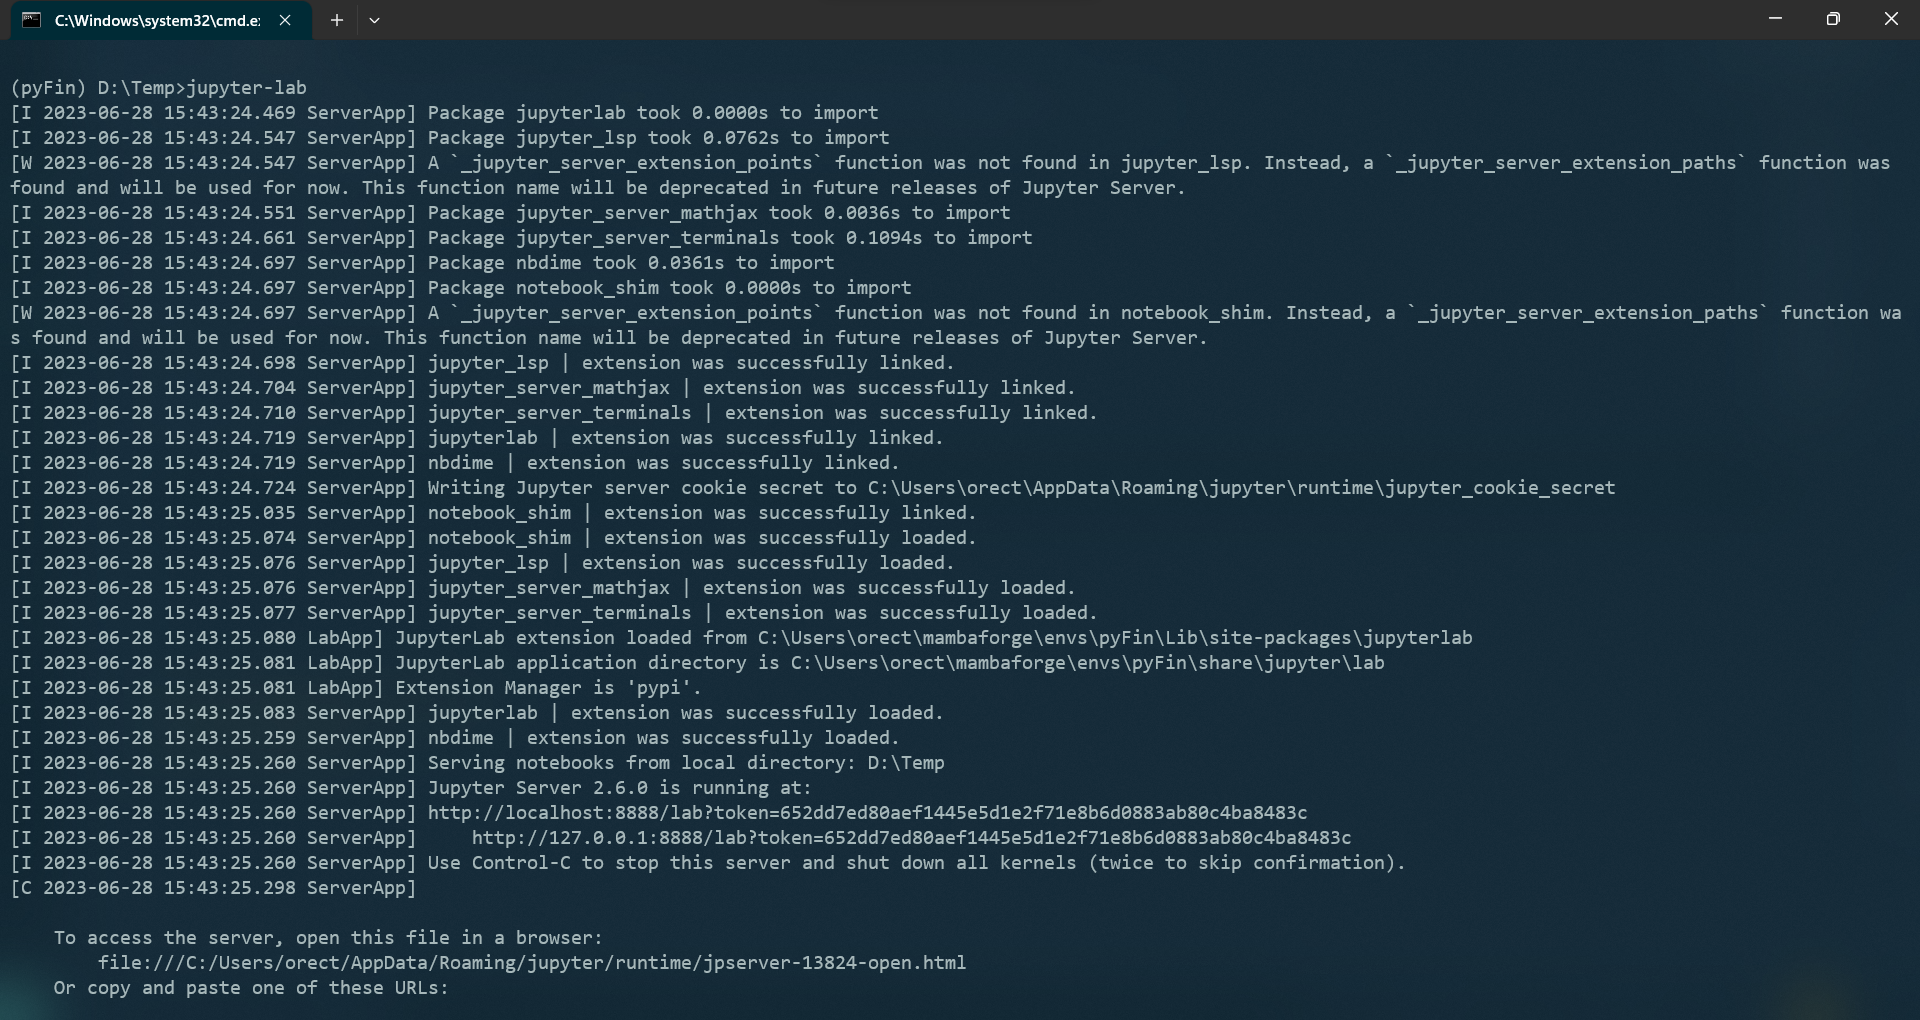 C:\Windows\system32\cmd.e
(pyFin) D:\Temp>jupyter-lab
[I 2023-06-28 15:43:24.469 ServerApp] Package jupyterlab took 0.0000s to import
[I 2023-06-28 15:43:24.547 ServerApp] Package jupyter_lsp took 0.0762s to import
[W 2023-06-28 15:43:24.547 ServerApp] A `_jupyter_server_extension_points` function was not found in jupyter_lsp. Instead, a `_jupyter_server_extension_paths` function was
found and will be used for now. This function name will be deprecated in future releases of Jupyter Server.
[I 2023-06-28 15:43:24.551 ServerApp] Package jupyter_server_mathjax took 0.0036s to import
[I 2023-06-28 15:43:24.661 ServerApp] Package jupyter_server_terminals took 0.1094s to import
[I 2023-06-28 15:43:24.697 ServerApp] Package nbdime took 0.0361s to import
[I 2023-06-28 15:43:24.697 ServerApp] Package notebook_shim took 0.0000s to import
[W 2023-06-28 15:43:24.697 ServerApp] A `_jupyter_server_extension_points` function was not found in notebook_shim. Instead, a `_jupyter_server_extension_paths` function wa
s found and will be used for now. This function name will be deprecated in future releases of Jupyter Server.
[I 2023-06-28 15:43:24.698 ServerApp] jupyter_lsp | extension was successfully linked.
[I 2023-06-28 15:43:24.704 ServerApp] jupyter_server_mathjax | extension was successfully linked.
[I 2023-06-28 15:43:24.710 ServerApp] jupyter_server_terminals | extension was successfully linked.
[I 2023-06-28 15:43:24.719 ServerApp] jupyterlab | extension was successfully linked.
[I 2023-06-28 15:43:24.719 ServerApp] nbdime | extension was successfully linked.
[I 2023-06-28 15:43:24.724 ServerApp] Writing Jupyter server cookie secret to C:\Users\orect\AppData\Roaming\jupyter\runtime\jupyter_cookie_secret
[I 2023-06-28 15:43:25.035 ServerApp] notebook_shim | extension was successfully linked.
[I 2023-06-28 15:43:25.074 ServerApp] notebook_shim | extension was successfully loaded.
[I 2023-06-28 15:43:25.076 ServerApp] jupyter_lsp | extension was successfully loaded.
[I 2023-06-28 15:43:25.076 ServerApp] jupyter_server_mathjax | extension was successfully loaded.
[I 2023-06-28 15:43:25.077 ServerApp] jupyter_server_terminals | extension was successfully loaded.
[I 2023-06-28 15:43:25.080 LabApp] JupyterLab extension loaded from C:\Users\orect\mambaforge\envs\pyFin\Lib\site-packages\jupyterlab
[I 2023-06-28 15:43:25.081 LabApp] JupyterLab application directory is C:\Users\orect\mambaforge\envs\pyFin\share\jupyter\lab
[I 2023-06-28 15:43:25.081 LabApp] Extension Manager is 'pypi'.
[I 2023-06-28 15:43:25.083 ServerApp] jupyterlab | extension was successfully loaded.
[I 2023-06-28 15:43:25.259 ServerApp] nbdime | extension was successfully loaded.
[I 2023-06-28 15:43:25.260 ServerApp] Serving notebooks from local directory: D:\Temp
[I 2023-06-28 15:43:25.260 ServerApp] Jupyter Server 2.6.0 is running at:
[I 2023-06-28 15:43:25.260 ServerApp] http://localhost:8888/lab?token=652dd7ed80aef1445e5d1e2f71e8b6d0883ab80c4ba8483c
[I 2023-06-28 15:43:25.260 ServerApp]     http://127.0.0.1:8888/lab?token=652dd7ed80aef1445e5d1e2f71e8b6d0883ab80c4ba8483c
[I 2023-06-28 15:43:25.260 ServerApp] Use Control-C to stop this server and shut down all kernels (twice to skip confirmation).
[C 2023-06-28 15:43:25.298 ServerApp]
To access the server, open this file in a browser:
file:///C:/Users/orect/AppData/Roaming/jupyter/runtime/jpserver-13824-open.html
Or copy and paste one of these URLs: